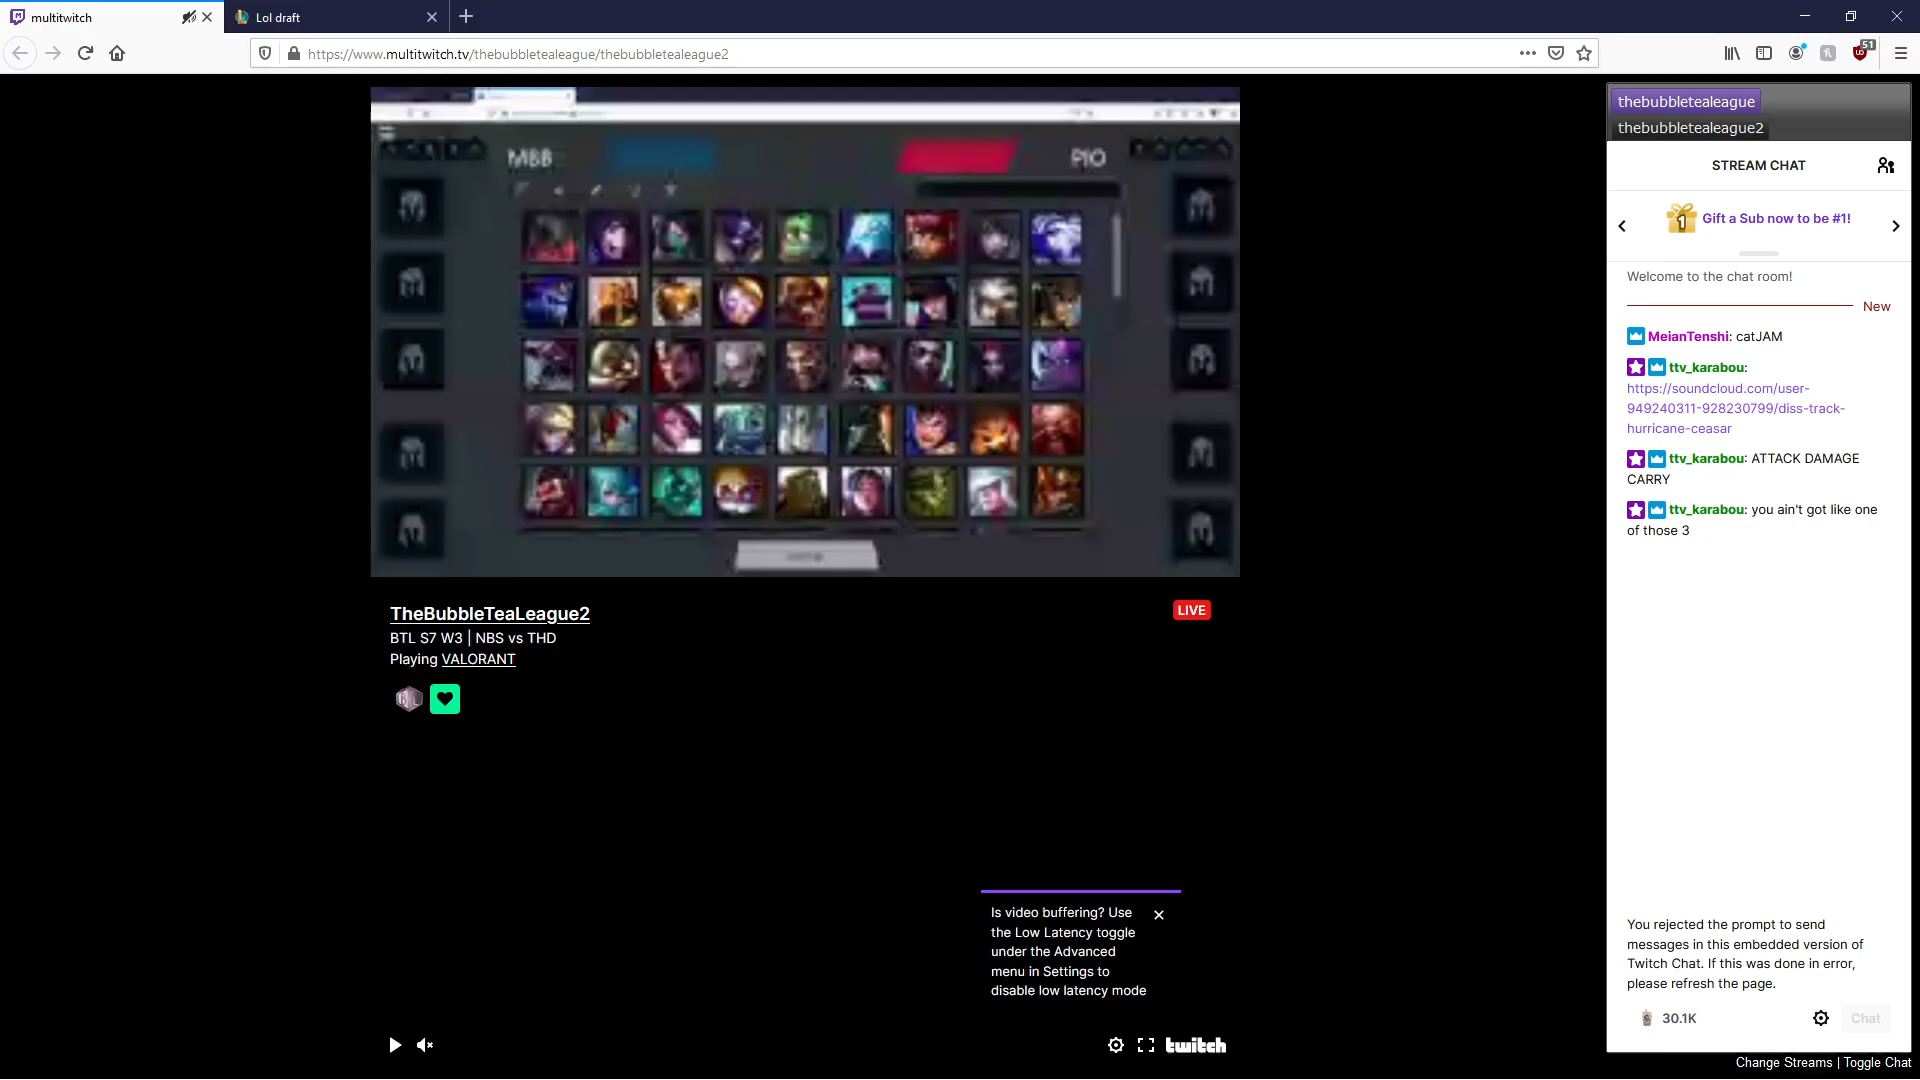 multitwitch
Lol draft
https://www.multitwitch.tv/thebubbletealeague/thebubbletealeague2
51
MBB
PIO
TheBubbleTeaLeague2
LIVE
BTL S7 W3 | NBS vs THD
Playing VALORANT
Is video buffering? Use
the Low Latency toggle
under the Advanced
menu in Settings to
disable low latency mode
twitch
thebubbletealeague
thebubbletealeague2
STREAM CHAT
1
Gift a Sub now to be #1!
Welcome to the chat room!
New
MeianTenshi: catJAM
ttv_karabou:
https://soundcloud.com/user-
949240311-928230799/diss-track-
hurricane-ceasar
ttv_karabou: ATTACK DAMAGE
CARRY
ttv_karabou: you ain't got like one
of those 3
You rejected the prompt to send
messages in this embedded version of
Twitch Chat. If this was done in error,
please refresh the page.
30.1K
Chat
Change Streams | Toggle Chat